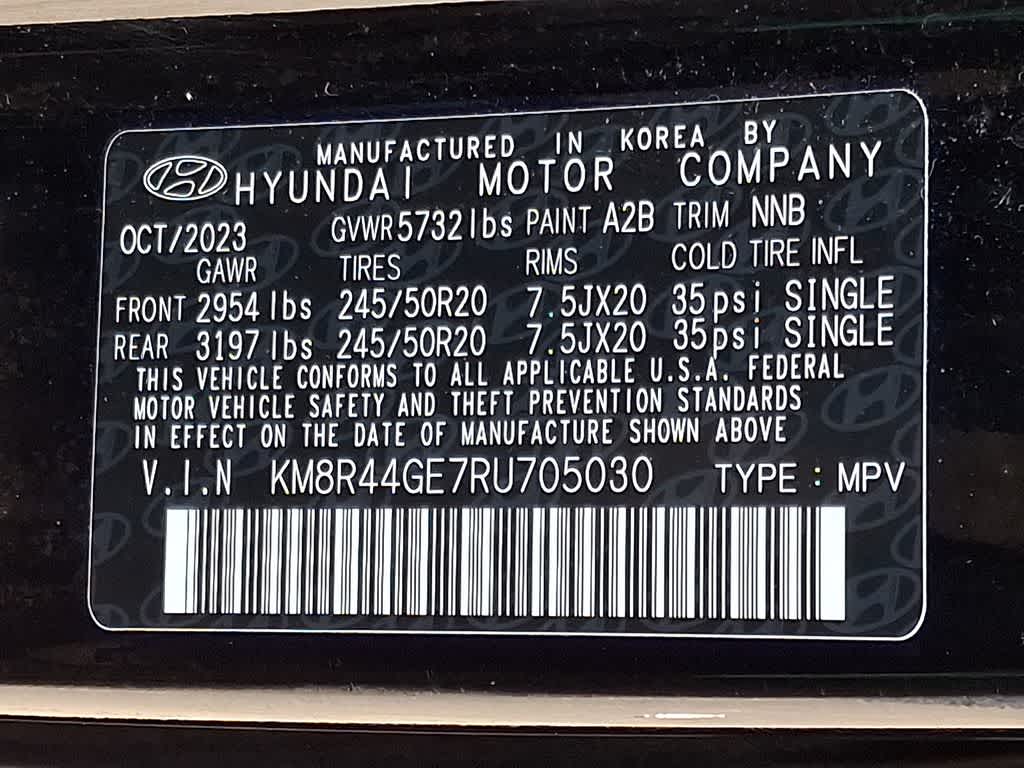 MANUFACTURED IN KOREA BY
HYUNDAI MOTOR COMPANY
OCT/2023 GVWR 5732 lbs PAINT A2B TRIM NNB
GAWR TIRES RIMS COLD TIRE INFL
FRONT 2954 lbs 245/50R20 7.5JX20 35psi SINGLE
REAR 3197 lbs 245/50R20 7.5JX20 35psi SINGLE
THIS VEHICLE CONFORMS TO ALL APPLICABLE U.S.A. FEDERAL
MOTOR VEHICLE SAFETY AND THEFT PREVENTION STANDARDS
IN EFFECT ON THE DATE OF MANUFACTURE SHOWN ABOVE
V.I.N KM8R44GE7RU705030 TYPE : MPV